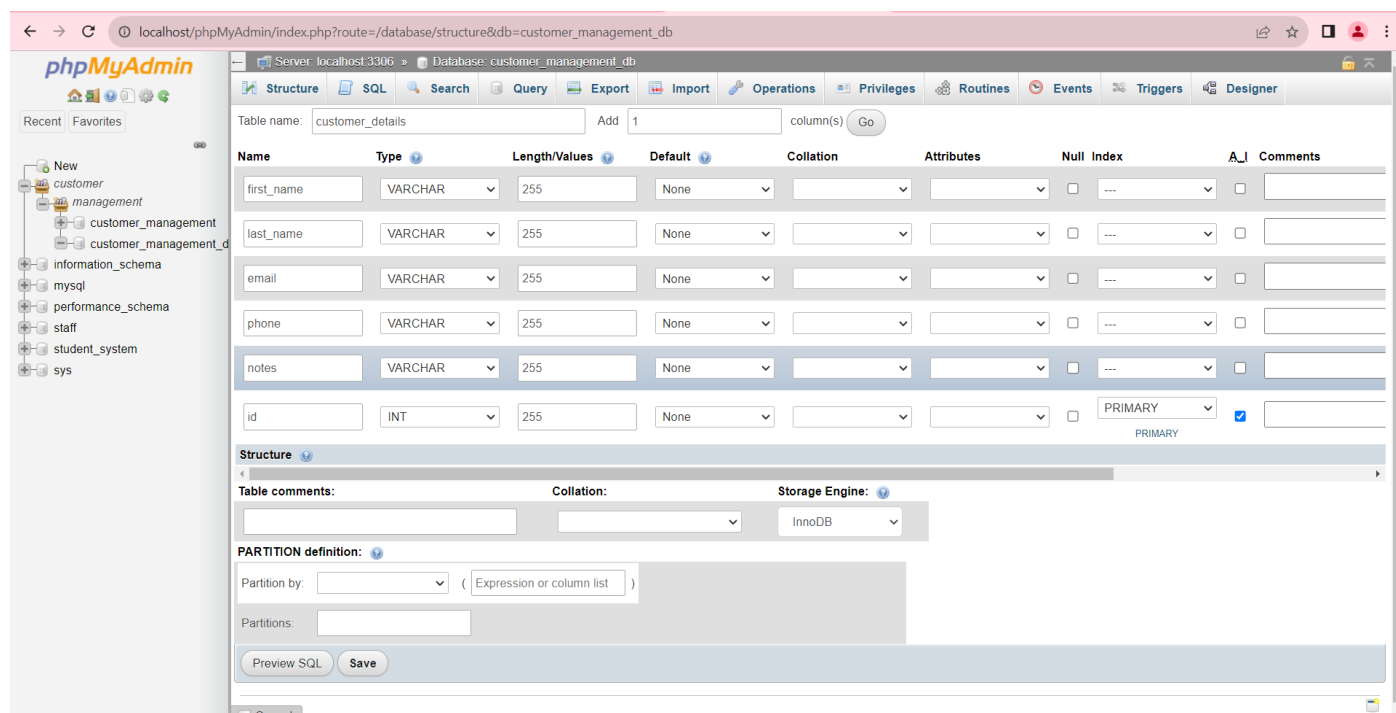 localhost/phpMyAdmin/index.php?route=/database/structure&db=customer_management_db
phpMyAdmin
Recent Favorites
New
customer
management
customer_management
customer_management_d
information_schema
mysql
performance_schema
staff
student_system
sys
Server: localhost:3306 » Database: customer_management_db
Structure SQL Search Query Export Import Operations Privileges Routines Events Triggers Designer
Table name: customer_details Add 1 column(s) Go
Name Type Length/Values Default Collation Attributes Null Index A_I Comments
first_name VARCHAR 255 None ---
last_name VARCHAR 255 None ---
email VARCHAR 255 None ---
phone VARCHAR 255 None ---
notes VARCHAR 255 None ---
id INT 255 None PRIMARY
PRIMARY
Structure
Table comments: Collation: Storage Engine:
InnoDB
PARTITION definition:
Partition by: ( Expression or column list )
Partitions:
Preview SQL Save